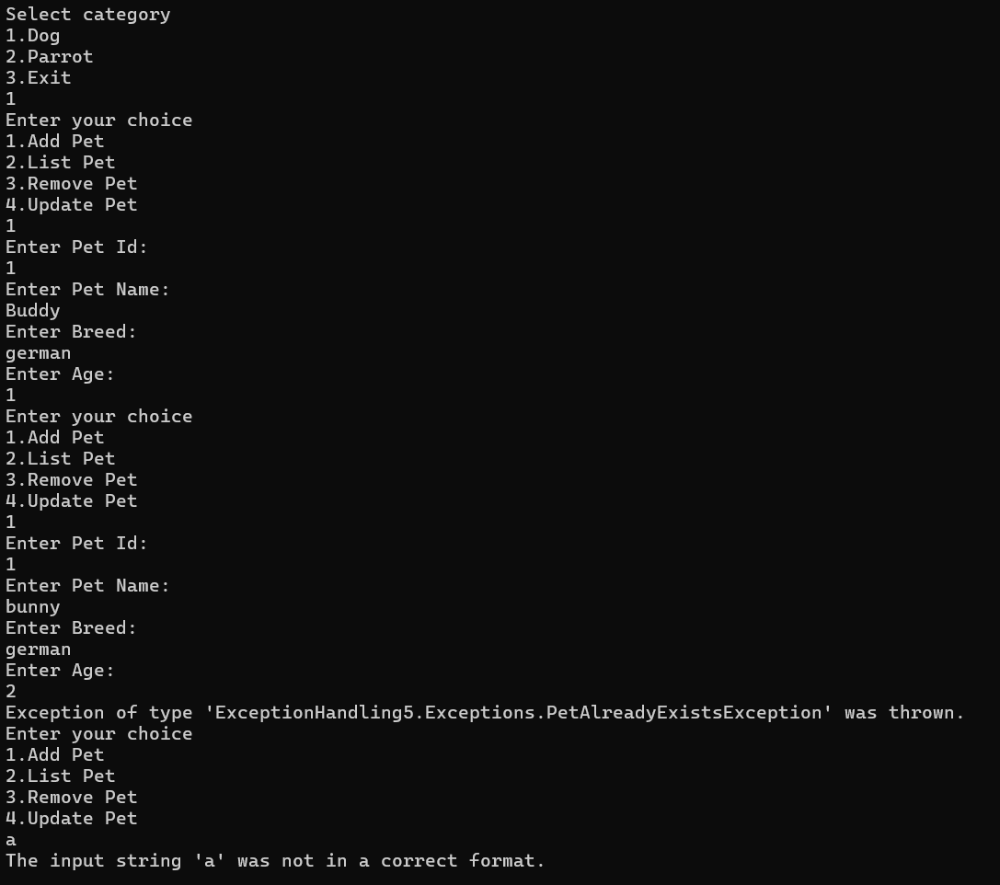 Select category
1.Dog
2.Parrot
3.Exit
1
Enter your choice
1.Add Pet
2.List Pet
3.Remove Pet
4.Update Pet
1
Enter Pet Id:
1
Enter Pet Name:
Buddy
Enter Breed:
german
Enter Age:
1
Enter your choice
1.Add Pet
2.List Pet
3.Remove Pet
4.Update Pet
1
Enter Pet Id:
1
Enter Pet Name:
bunny
Enter Breed:
german
Enter Age:
2
Exception of type 'ExceptionHandling5.Exceptions.PetAlreadyExistsException' was thrown.
Enter your choice
1.Add Pet
2.List Pet
3.Remove Pet
4.Update Pet
a
The input string 'a' was not in a correct format.